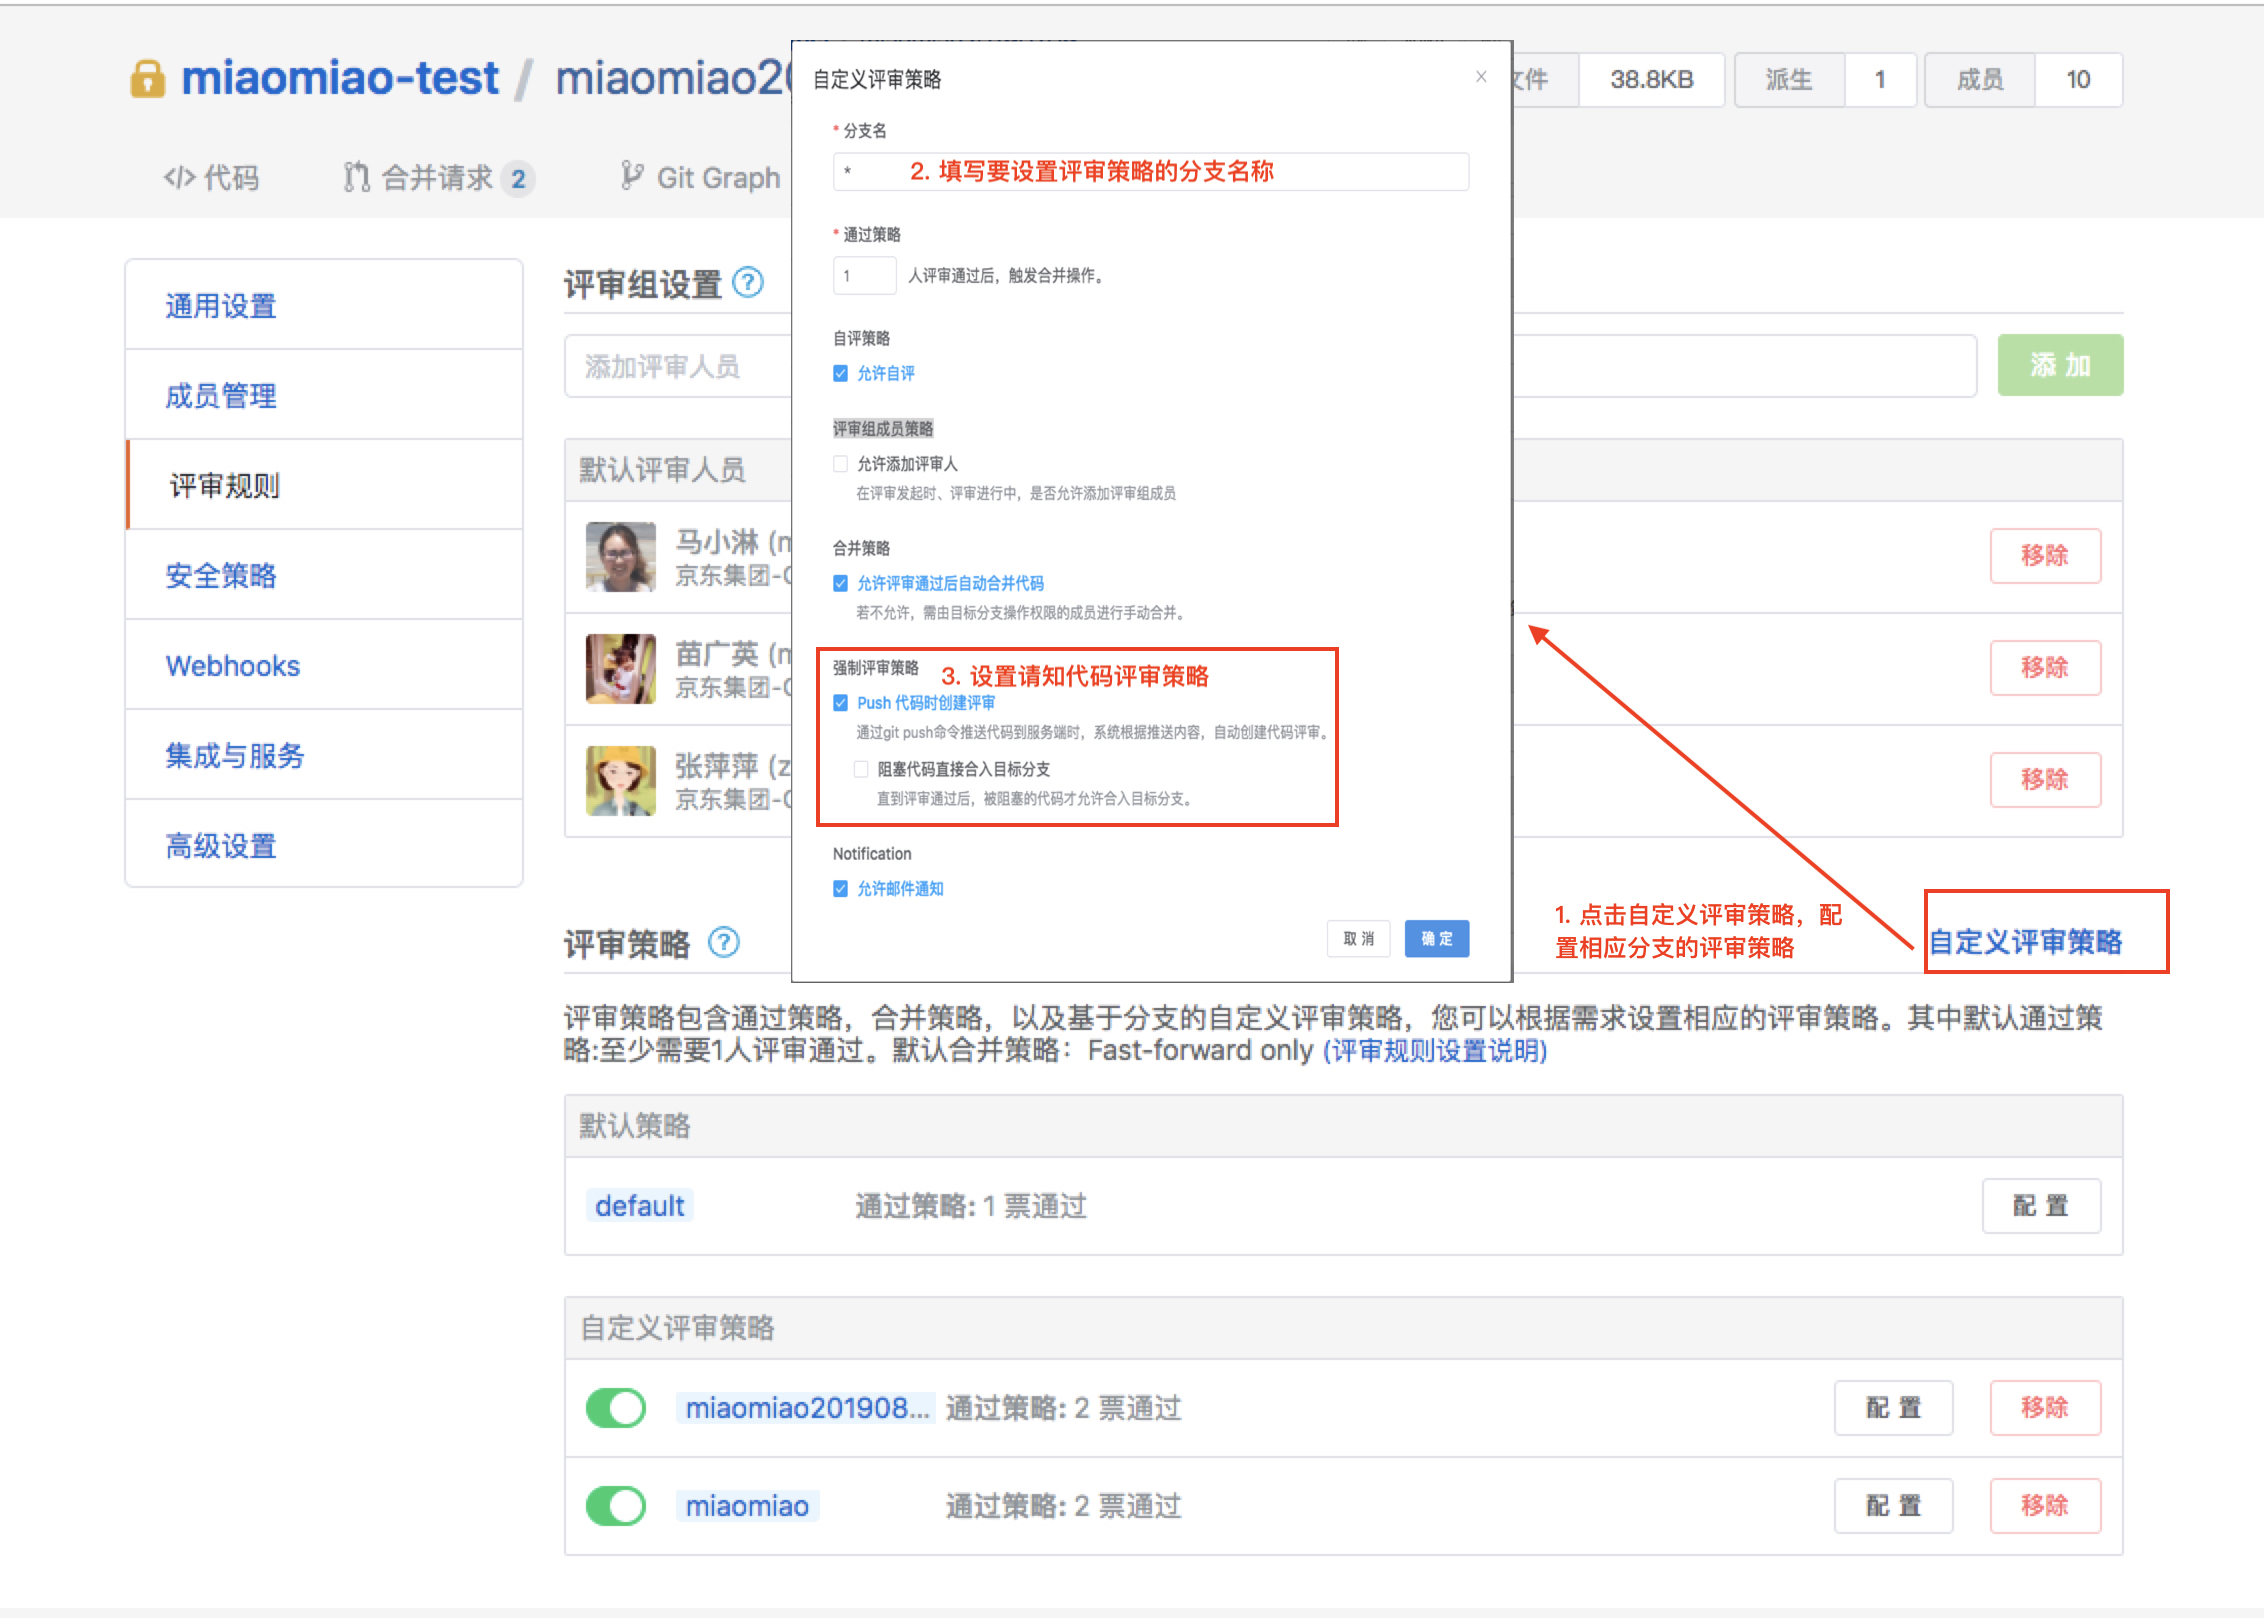 miaomiao-test / miaomiao20
文件 38.8KB 派生 1 成员 10
</> 代码 合并请求 2 Git Graph
通用设置
成员管理
评审规则
安全策略
Webhooks
集成与服务
高级设置
评审组设置 ?
添加评审人员
添 加
默认评审人员
马小淋 (m
京东集团-C
移除
苗广英 (m
京东集团-C
移除
张萍萍 (z
京东集团-C
移除
自定义评审策略 ×
* 分支名
* 2. 填写要设置评审策略的分支名称
* 通过策略
1 人评审通过后，触发合并操作。
自评策略
允许自评
评审组成员策略
允许添加评审人
在评审发起时、评审进行中，是否允许添加评审组成员
合并策略
允许评审通过后自动合并代码
若不允许，需由目标分支操作权限的成员进行手动合并。
强制评审策略 3. 设置请知代码评审策略
Push 代码时创建评审
通过git push命令推送代码到服务端时，系统根据推送内容，自动创建代码评审。
阻塞代码直接合入目标分支
直到评审通过后，被阻塞的代码才允许合入目标分支。
Notification
允许邮件通知
取 消 确 定
1. 点击自定义评审策略，配
置相应分支的评审策略
评审策略 ? 自定义评审策略
评审策略包含通过策略，合并策略，以及基于分支的自定义评审策略，您可以根据需求设置相应的评审策略。其中默认通过策
略:至少需要1人评审通过。默认合并策略：Fast-forward only (评审规则设置说明)
默认策略
default 通过策略: 1 票通过 配 置
自定义评审策略
miaomiao201908... 通过策略: 2 票通过 配 置 移除
miaomiao 通过策略: 2 票通过 配 置 移除